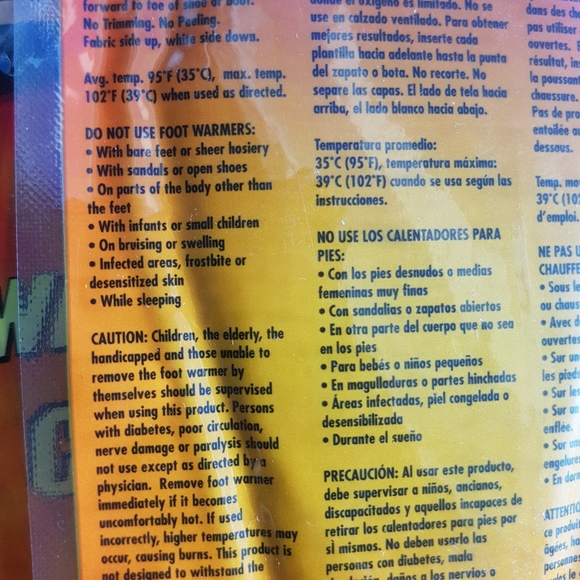 forward to toe of shoe or boot.
No Trimming. No Peeling.
Fabric side up, white side down.
Avg. temp. 95°F (35°C), max. temp.
102°F (39°C) when used as directed.
DO NOT USE FOOT WARMERS:
• With bare feet or sheer hosiery
• With sandals or open shoes
• On parts of the body other than
the feet
• With infants or small children
• On bruising or swelling
• Infected areas, frostbite or
desensitized skin
• While sleeping
CAUTION: Children, the elderly, the
handicapped and those unable to
remove the foot warmer by
themselves should be supervised
when using this product. Persons
with diabetes, poor circulation,
nerve damage or paralysis should
not use except as directed by a
physician. Remove foot warmer
immediately if it becomes
uncomfortably hot. If used
incorrectly, higher temperatures may
occur, causing burns. This product is
not designed to withstand the
donde el oxígeno es limitado. No se
use en calzado ventilado. Para obtener
mejores resultados, inserte cada
plantilla hacia adelante hasta la punta
del zapato o bota. No recorte. No
separe las capas. El lado de tela hacia
arriba, el lado blanco hacia abajo.
Temperatura promedio:
35°C (95°F), temperatura máxima:
39°C (102°F) cuando se usa según las
instrucciones.
NO USE LOS CALENTADORES PARA
PIES:
• Con los pies desnudos o medias
femeninas muy finas
• Con sandalias o zapatos abiertos
• En otra parte del cuerpo que no sea
en los pies
• Para bebés o niños pequeños
• En magulladuras o partes hinchadas
• Áreas infectadas, piel congelada o
desensibilizada
• Durante el sueño
PRECAUCIÓN: Al usar este producto,
debe supervisar a niños, ancianos,
discapacitados y aquellos incapaces de
retirar los calentadores para pies por
sì mismos. No deben usarlo las
personas con diabetes, mala
daños a los nervios o
dans des
pas utiliser
ouvertes.
résultat, in
la poussan
chaussure.
Pas de pro
entoilée
dessous.
Temp. mo
39°C (102
d'emploi.
NE PAS U
CHAUFFE
• Sous le
ou chaus
• Avec d
ouvertes
• Sur un
les pieds
• Sur les
• Sur un
enflée.
• Sur un
engelures
• En dorm
ATTENTIO
ce produi
âgées, ha
personne